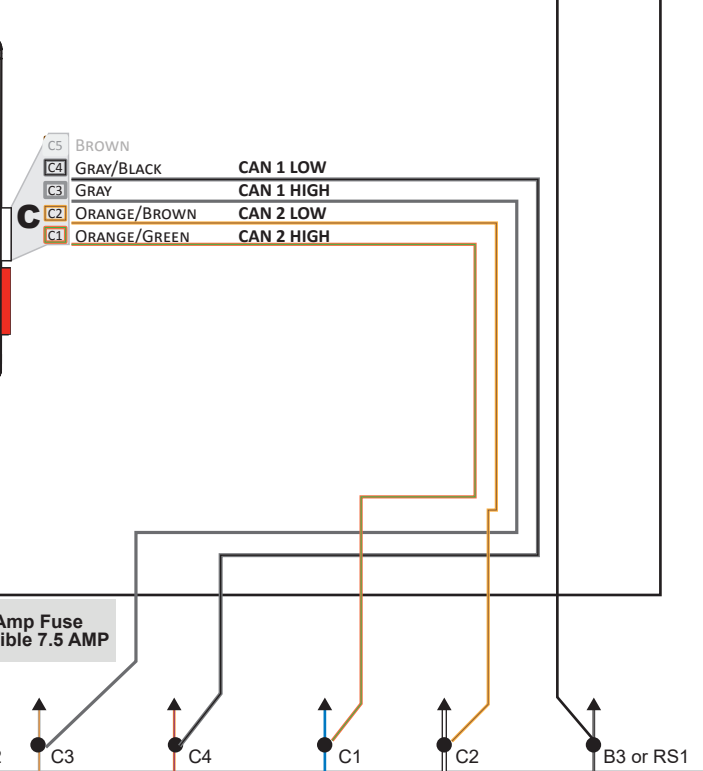 C5 BROWN
C4 GRAY/BLACK CAN 1 LOW
C3 GRAY CAN 1 HIGH
C
C2 ORANGE/BROWN CAN 2 LOW
C1 ORANGE/GREEN CAN 2 HIGH
Amp Fuse
ible 7.5 AMP
C3 C4 C1 C2 B3 or RS1